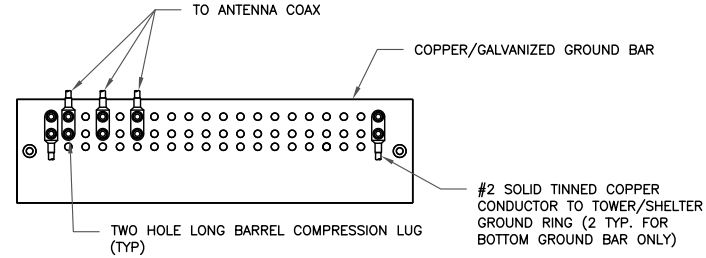 TO ANTENNA COAX
COPPER/GALVANIZED GROUND BAR
#2 SOLID TINNED COPPER
CONDUCTOR TO TOWER/SHELTER
GROUND RING (2 TYP. FOR
BOTTOM GROUND BAR ONLY)
TWO HOLE LONG BARREL COMPRESSION LUG
(TYP)